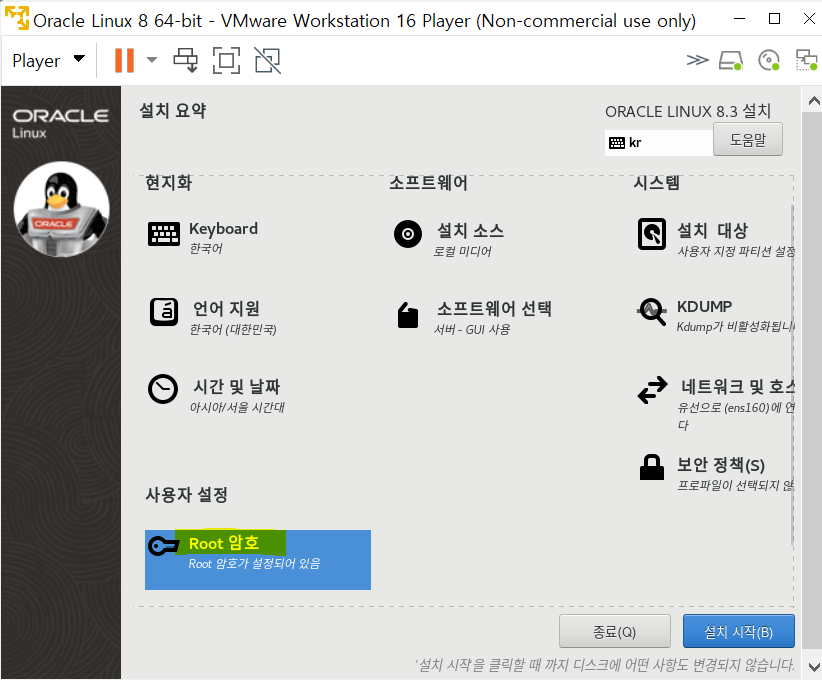 Oracle Linux 8 64-bit - VMware Workstation 16 Player (Non-commercial use only)
Player
ORACLE
Linux
설치 요약
ORACLE LINUX 8.3 설치
kr
도움말
현지화
소프트웨어
시스템
Keyboard
한국어
설치 소스
로컬 미디어
설치 대상
사용자 지정 파티션 설정
언어 지원
한국어 (대한민국)
소프트웨어 선택
서버 - GUI 사용
KDUMP
Kdump가 비활성화됩니
시간 및 날짜
아시아/서울 시간대
네트워크 및 호스
유선으로 (ens160)에 연
다
보안 정책(S)
프로파일이 선택되지 않
사용자 설정
Root 암호
Root 암호가 설정되어 있음
종료(Q)
설치 시작(B)
'설치 시작'을 클릭할 때 까지 디스크에 어떤 사항도 변경되지 않습니다.
ORACLE